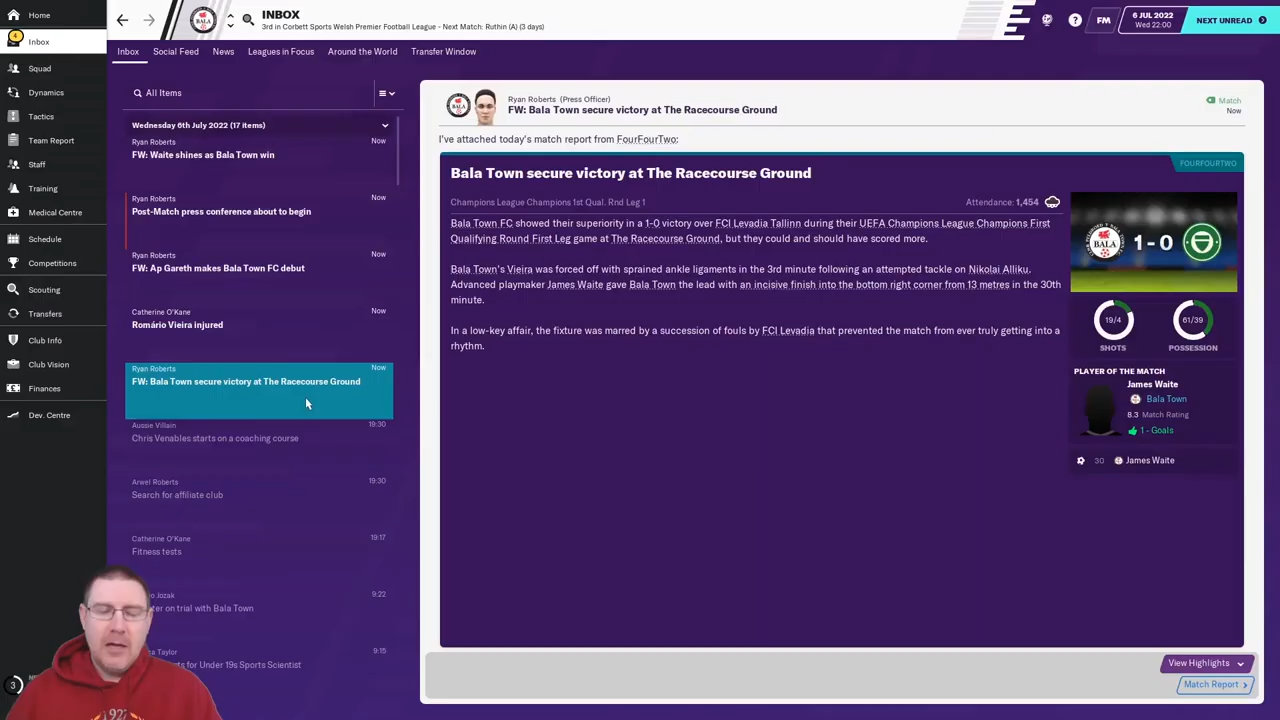 INBOX
3rd in Corbett Sports Welsh Premier Football League - Next Match: Ruthin (A) (3 days)
FM
6 JUL 2022
Wed 22:00
NEXT UNREAD
Home
4
Inbox
Squad
Dynamics
Tactics
Team Report
Staff
Training
Medical Centre
Schedule
Competitions
Scouting
Transfers
Club Info
Club Vision
Finances
Dev. Centre
3
Inbox
Social Feed
News
Leagues in Focus
Around the World
Transfer Window
All Items
Wednesday 6th July 2022 (17 items)
Ryan Roberts
Now
FW: Waite shines as Bala Town win
Ryan Roberts
Now
Post-Match press conference about to begin
Ryan Roberts
Now
FW: Ap Gareth makes Bala Town FC debut
Catherine O'Kane
Now
Romário Vieira injured
Ryan Roberts
Now
FW: Bala Town secure victory at The Racecourse Ground
Aussie Villain
19:30
Chris Venables starts on a coaching course
Arwel Roberts
19:30
Search for affiliate club
Catherine O'Kane
19:17
Fitness tests
Jozak
9:22
on trial with Bala Town
Taylor
9:15
for Under 19s Sports Scientist
Ryan Roberts (Press Officer)
FW: Bala Town secure victory at The Racecourse Ground
Match
Now
I've attached today's match report from FourFourTwo:
FOURFOURTWO
Bala Town secure victory at The Racecourse Ground
Champions League Champions 1st Qual. Rnd Leg 1
Attendance: 1,454
Bala Town FC showed their superiority in a 1-0 victory over FCI Levadia Tallinn during their UEFA Champions League Champions First
Qualifying Round First Leg game at The Racecourse Ground, but they could and should have scored more.
Bala Town's Vieira was forced off with sprained ankle ligaments in the 3rd minute following an attempted tackle on Nikolai Alliku.
Advanced playmaker James Waite gave Bala Town the lead with an incisive finish into the bottom right corner from 13 metres in the 30th
minute.
In a low-key affair, the fixture was marred by a succession of fouls by FCI Levadia that prevented the match from ever truly getting into a
rhythm.
BALA
1 - 0
19/4
SHOTS
61/39
POSSESSION
PLAYER OF THE MATCH
James Waite
Bala Town
8.3 Match Rating
1 - Goals
30 James Waite
View Highlights
Match Report